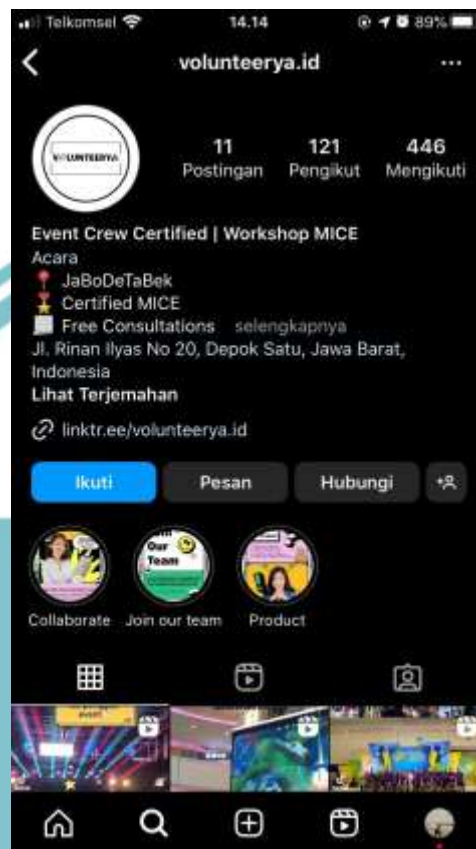 Telkomsel 14.14 89%
volunteerya.id
VOLUNTEERYA
11 121 446
Postingan Pengikut Mengikuti
Event Crew Certified | Workshop MICE
Acara
📍 JaBoDeTaBek
🎖️ Certified MICE
Free Consultations selengkapnya
Jl. Rinan Ilyas No 20, Depok Satu, Jawa Barat,
Indonesia
Lihat Terjemahan
linktr.ee/volunteerya.id
Ikuti Pesan Hubungi
Our
Team
Collaborate Join our team Product
event